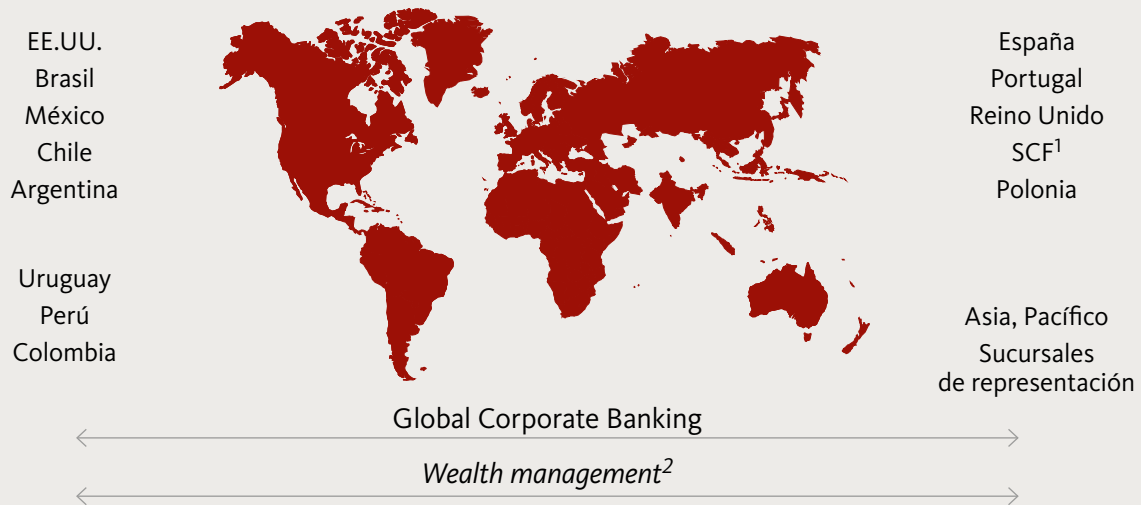 EE.UU.
Brasil
México
Chile
Argentina
Uruguay
Perú
Colombia
España
Portugal
Reino Unido
SCF¹
Polonia
Asia, Pacífico
Sucursales
de representación
Global Corporate Banking
Wealth management²